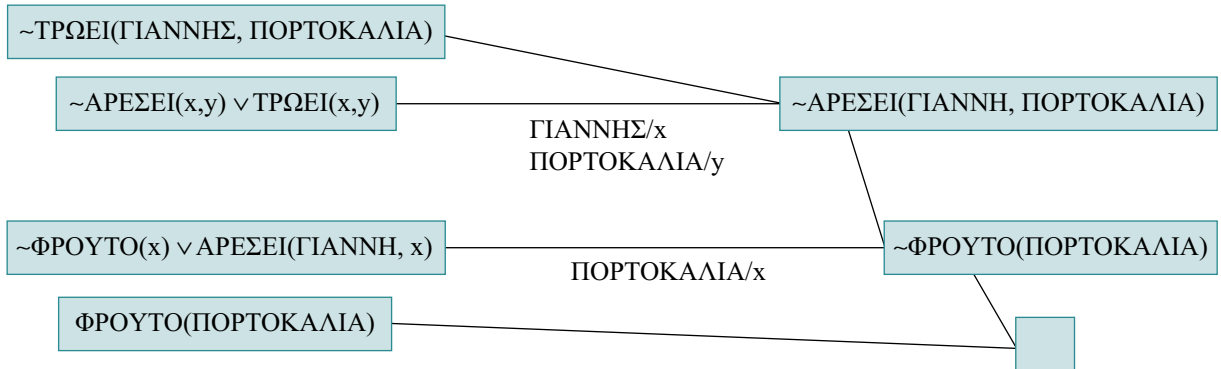 ~ΤΡΩΕΙ(ΓΙΑΝΝΗΣ, ΠΟΡΤΟΚΑΛΙΑ)
~ΑΡΕΣΕΙ(x,y) ∨ ΤΡΩΕΙ(x,y)
~ΑΡΕΣΕΙ(ΓΙΑΝΝΗ, ΠΟΡΤΟΚΑΛΙΑ)
ΓΙΑΝΝΗΣ/x
ΠΟΡΤΟΚΑΛΙΑ/y
~ΦΡΟΥΤΟ(x) ∨ ΑΡΕΣΕΙ(ΓΙΑΝΝΗ, x)
~ΦΡΟΥΤΟ(ΠΟΡΤΟΚΑΛΙΑ)
ΠΟΡΤΟΚΑΛΙΑ/x
ΦΡΟΥΤΟ(ΠΟΡΤΟΚΑΛΙΑ)